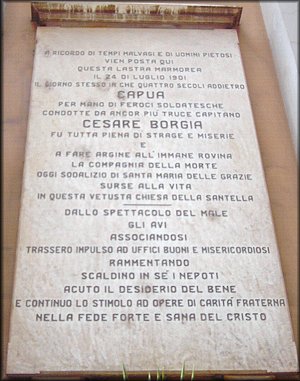 A RICORDO DI TEMPI MALVAGI E DI UOMINI PIETOSI
VIEN POSTA QUI
QUESTA LASTRA MARMOREA
IL 24 DI LUGLIO 1901
IL GIORNO STESSO IN CHE QUATTRO SECOLI ADDIETRO
CAPUA
PER MANO DI FEROCI SOLDATESCHE
CONDOTTE DA ANCOR PIÙ TRUCE CAPITANO
CESARE BORGIA
FU TUTTA PIENA DI STRAGE E MISERIE
E
A FARE ARGINE ALL'IMMANE ROVINA
LA COMPAGNIA DELLA MORTE
OGGI SODALIZIO DI SANTA MARIA DELLE GRAZIE
SURSE ALLA VITA
IN QUESTA VETUSTA CHIESA DELLA SANTELLA
DALLO SPETTACOLO DEL MALE
GLI AVI
ASSOCIANDOSI
TRASSERO IMPULSO AD UFFICI BUONI E MISERICORDIOSI
RAMMENTANDO
SCALDINO IN SE I NEPOTI
ACUTO IL DESIDERIO DEL BENE
E CONTINUO LO STIMOLO AD OPERE DI CARITÀ FRATERNA
NELLA FEDE FORTE E SANA DEL CRISTO